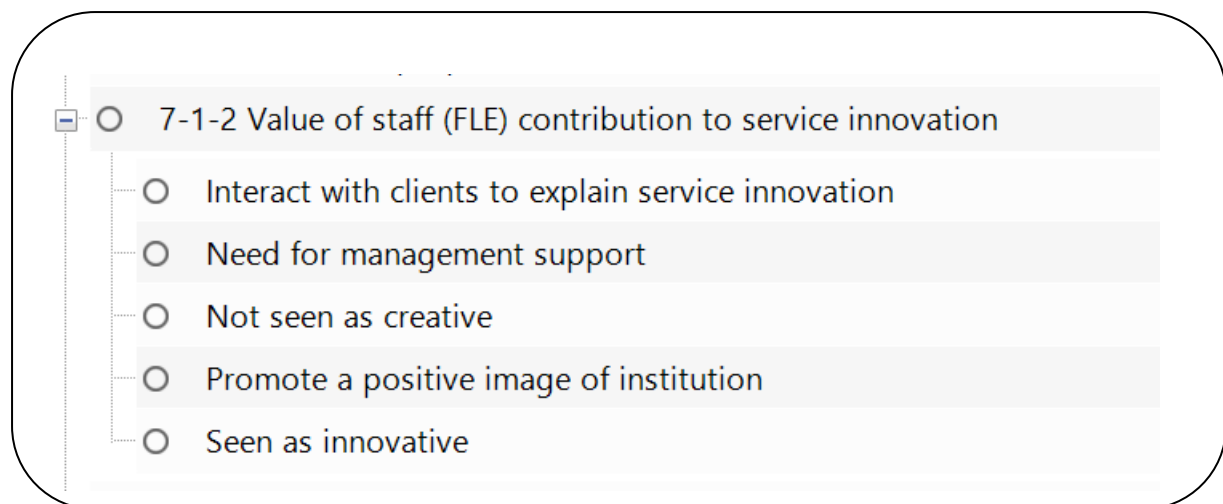 7-1-2 Value of staff (FLE) contribution to service innovation
Interact with clients to explain service innovation
Need for management support
Not seen as creative
Promote a positive image of institution
Seen as innovative